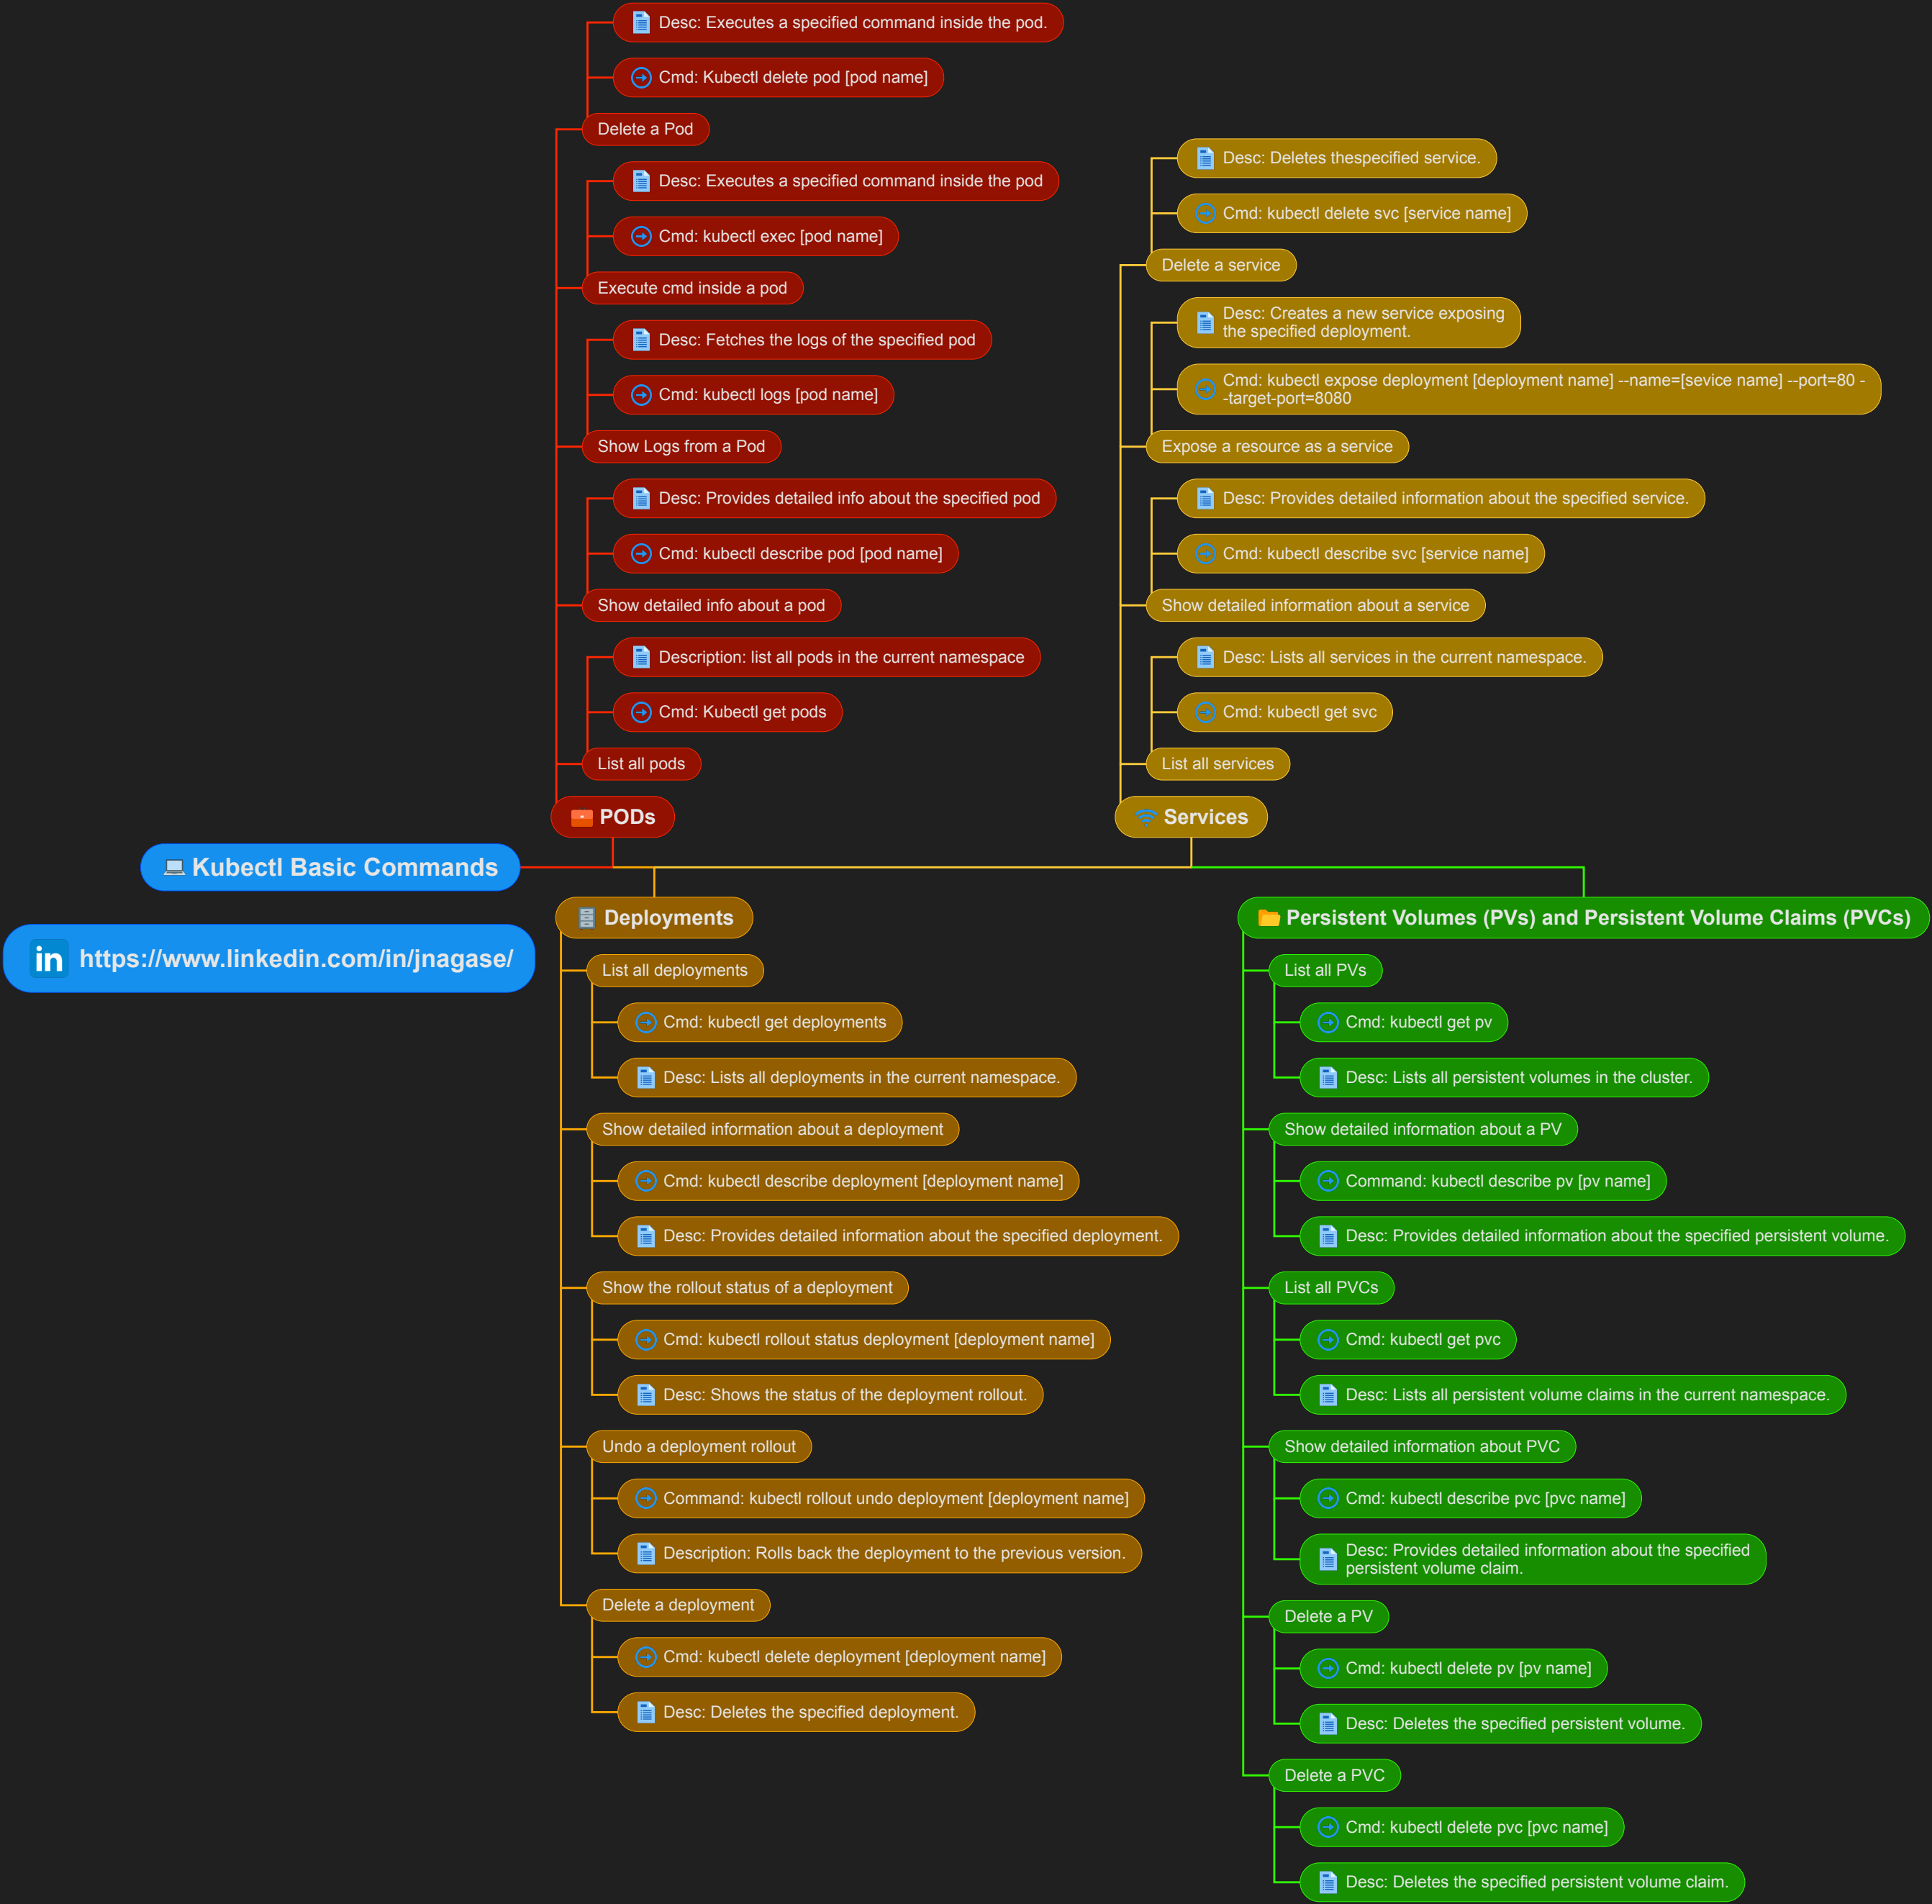 Desc: Executes a specified command inside the pod.
Cmd: Kubectl delete pod [pod name]
Delete a Pod
Desc: Executes a specified command inside the pod
Cmd: kubectl exec [pod name]
Execute cmd inside a pod
Desc: Fetches the logs of the specified pod
Cmd: kubectl logs [pod name]
Show Logs from a Pod
Desc: Provides detailed info about the specified pod
Cmd: kubectl describe pod [pod name]
Show detailed info about a pod
Description: list all pods in the current namespace
Cmd: Kubectl get pods
List all pods
PODs
Desc: Deletes thespecified service.
Cmd: kubectl delete svc [service name]
Delete a service
Desc: Creates a new service exposing
the specified deployment.
Cmd: kubectl expose deployment [deployment name] --name=[sevice name] --port=80 -
-target-port=8080
Expose a resource as a service
Desc: Provides detailed information about the specified service.
Cmd: kubectl describe svc [service name]
Show detailed information about a service
Desc: Lists all services in the current namespace.
Cmd: kubectl get svc
List all services
Services
Kubectl Basic Commands
in https://www.linkedin.com/in/jnagase/
Deployments
List all deployments
Cmd: kubectl get deployments
Desc: Lists all deployments in the current namespace.
Show detailed information about a deployment
Cmd: kubectl describe deployment [deployment name]
Desc: Provides detailed information about the specified deployment.
Show the rollout status of a deployment
Cmd: kubectl rollout status deployment [deployment name]
Desc: Shows the status of the deployment rollout.
Undo a deployment rollout
Command: kubectl rollout undo deployment [deployment name]
Description: Rolls back the deployment to the previous version.
Delete a deployment
Cmd: kubectl delete deployment [deployment name]
Desc: Deletes the specified deployment.
Persistent Volumes (PVs) and Persistent Volume Claims (PVCs)
List all PVs
Cmd: kubectl get pv
Desc: Lists all persistent volumes in the cluster.
Show detailed information about a PV
Command: kubectl describe pv [pv name]
Desc: Provides detailed information about the specified persistent volume.
List all PVCs
Cmd: kubectl get pvc
Desc: Lists all persistent volume claims in the current namespace.
Show detailed information about PVC
Cmd: kubectl describe pvc [pvc name]
Desc: Provides detailed information about the specified
persistent volume claim.
Delete a PV
Cmd: kubectl delete pv [pv name]
Desc: Deletes the specified persistent volume.
Delete a PVC
Cmd: kubectl delete pvc [pvc name]
Desc: Deletes the specified persistent volume claim.